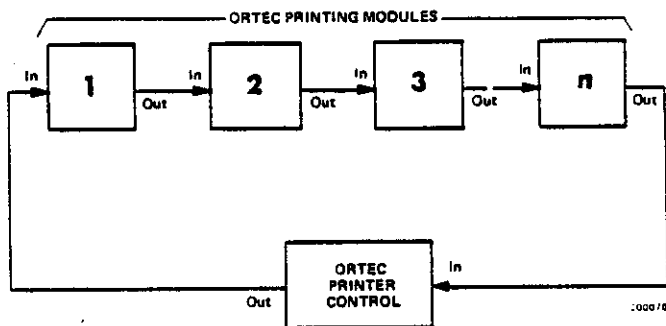 ORTEC PRINTING MODULES
In 1 Out In 2 Out In 3 Out In n Out
ORTEC
PRINTER
CONTROL
Out
In